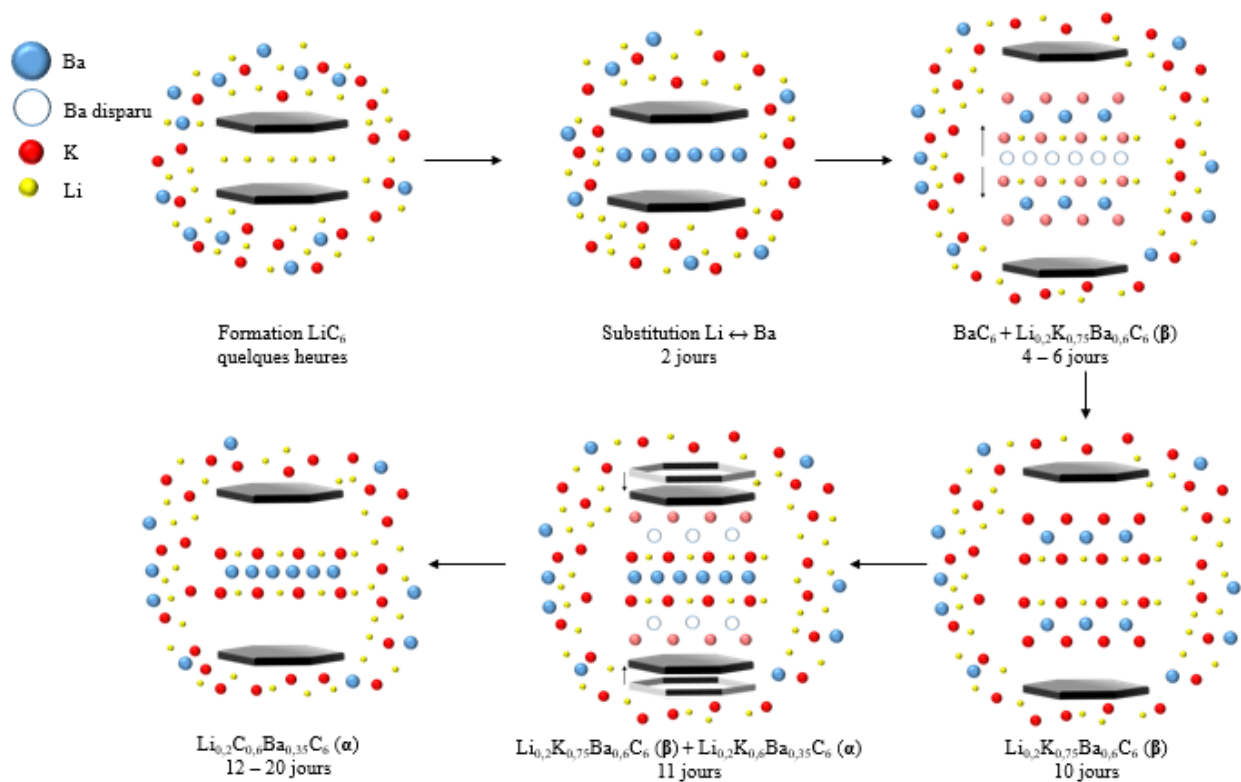 Ba
Ba disparu
K
Li
Formation LiC₆
quelques heures
Substitution Li ↔ Ba
2 jours
BaC₆ + Li₀,₂K₀,₇₅Ba₀,₆C₆ (β)
4 – 6 jours
Li₀,₂C₀,₆Ba₀,₃₅C₆ (α)
12 – 20 jours
Li₀,₂K₀,₇₅Ba₀,₆C₆ (β) + Li₀,₂K₀,₆Ba₀,₃₅C₆ (α)
11 jours
Li₀,₂K₀,₇₅Ba₀,₆C₆ (β)
10 jours